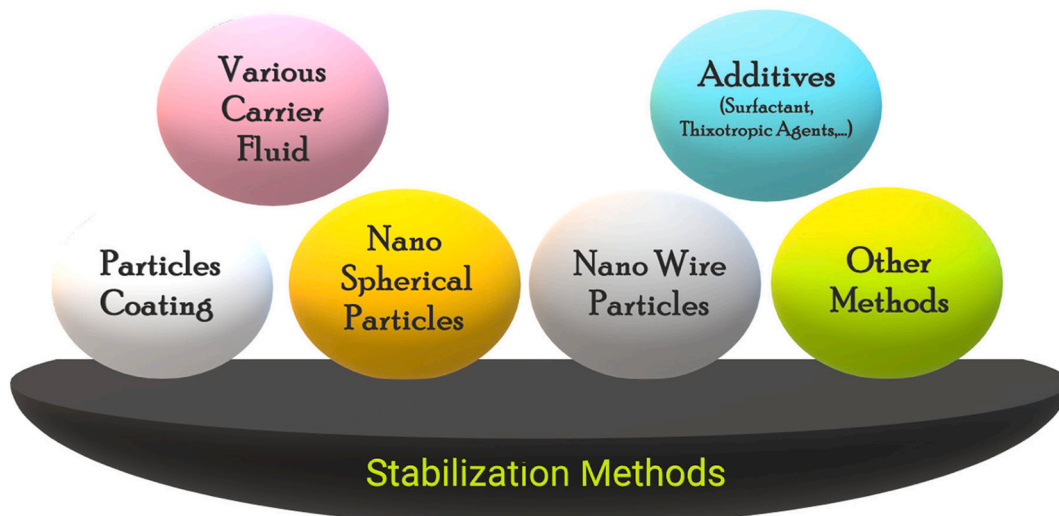 Various
Carrier
Fluid
Additives
(Surfactant,
Thixotropic Agents,...)
Particles
Coating
Nano
Spherical
Particles
Nano Wire
Particles
Other
Methods
Stabilization Methods